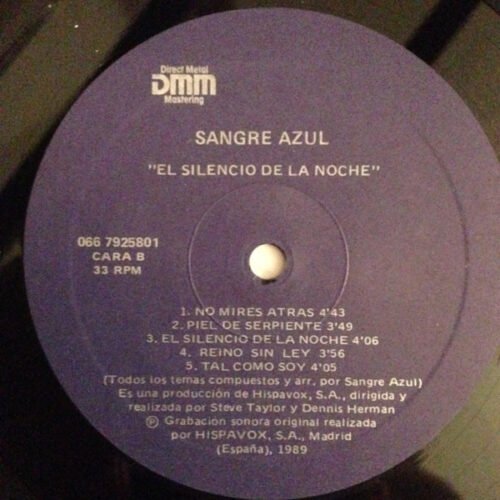 Direct Metal
DMM
Mastering
SANGRE AZUL
"EL SILENCIO DE LA NOCHE"
066 7925801
CARA B
33 RPM
1. NO MIRES ATRAS 4'43
2. PIEL DE SERPIENTE 3'49
3. EL SILENCIO DE LA NOCHE 4'06
4. REINO SIN LEY 3'56
5. TAL COMO SOY 4'05
(Todos los temas compuestos y arr. por Sangre Azul)
Es una producción de Hispavox, S.A., dirigida y
realizada por Steve Taylor y Dennis Herman
Ⓟ Grabación sonora original realizada
por HISPAVOX, S.A., Madrid
(España), 1989